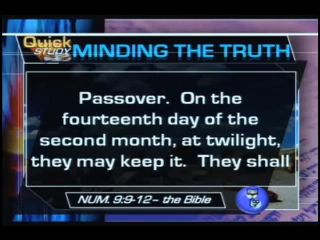 Quick
STUDY
MINDING THE TRUTH
Passover. On the
fourteenth day of the
second month, at twilight,
they may keep it. They shall
NUM. 9:9-12– the Bible